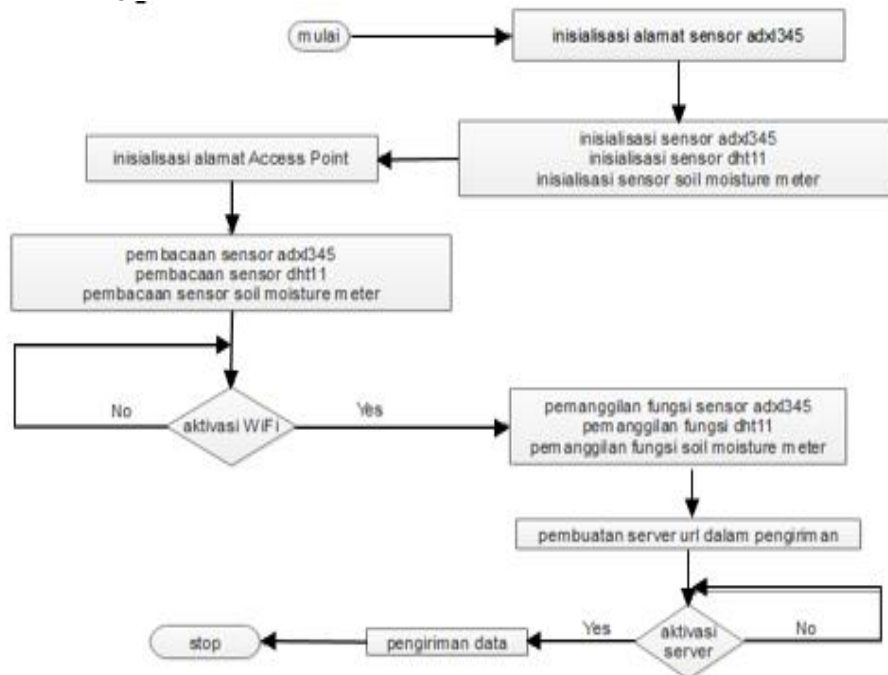 mulai
inisialisasi alamat sensor adxl345
inisialisasi sensor adxl345
inisialisasi sensor dht11
inisialisasi sensor soil moisture meter
inisialisasi alamat Access Point
pembacaan sensor adxl345
pembacaan sensor dht11
pembacaan sensor soil moisture meter
No
aktivasi WiFi
Yes
pemanggilan fungsi sensor adxl345
pemanggilan fungsi dht11
pemanggilan fungsi soil moisture meter
pembuatan server url dalam pengiriman
aktivasi
server
No
Yes
pengiriman data
stop